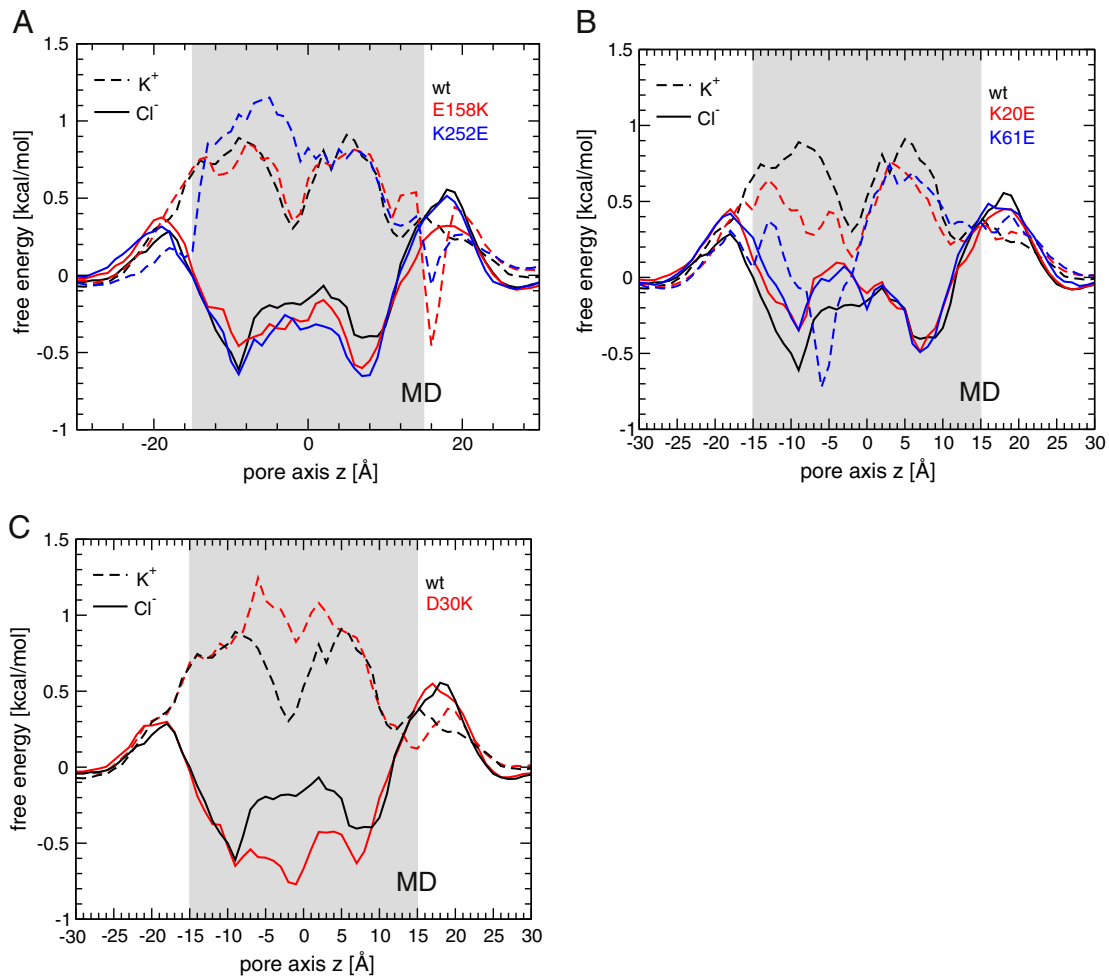 A
free energy [kcal/mol]
1.5
1
0.5
0
-0.5
-1
K+
Cl-
wt
E158K
K252E
MD
-20
0
20
pore axis z [Å]
B
free energy [kcal/mol]
1.5
1
0.5
0
-0.5
-1
K+
Cl-
wt
K20E
K61E
MD
-30 -25 -20 -15 -10 -5 0 5 10 15 20 25 30
pore axis z [Å]
C
free energy [kcal/mol]
1.5
1
0.5
0
-0.5
-1
K+
Cl-
wt
D30K
MD
-30 -25 -20 -15 -10 -5 0 5 10 15 20 25 30
pore axis z [Å]